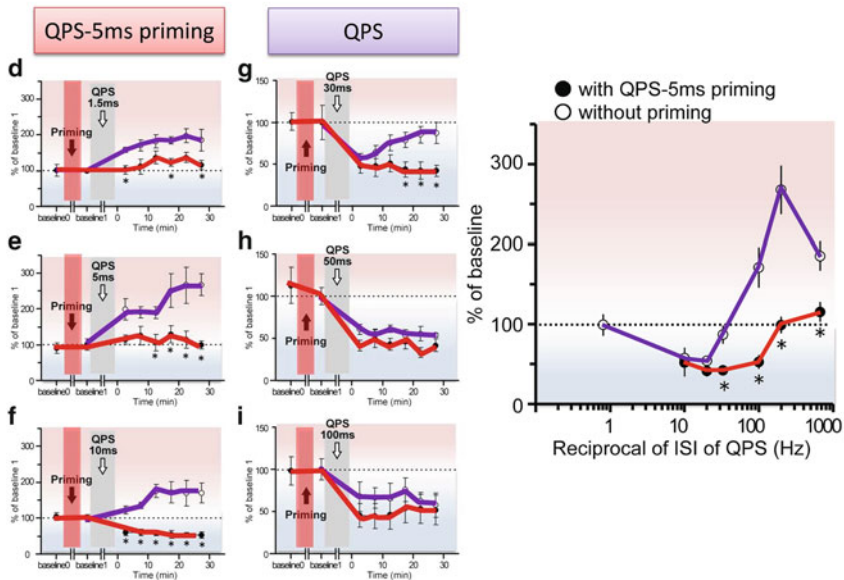 QPS-5ms priming
QPS
d
% of baseline 1
300
200
100
0
Priming
QPS
1.5ms
*
*
*
baseline0
baseline1
0
10
20
30
Time (min)
e
% of baseline 1
300
200
100
0
Priming
QPS
5ms
*
*
*
*
baseline0
baseline1
0
10
20
30
Time (min)
f
% of baseline 1
350
300
200
100
0
Priming
QPS
10ms
*
*
*
*
*
*
baseline0
baseline1
0
10
20
30
Time (min)
g
% of baseline 1
150
100
50
0
Priming
QPS
30ms
*
*
*
baseline0
baseline1
0
10
20
30
Time (min)
h
% of baseline 1
150
100
50
0
Priming
QPS
50ms
baseline0
baseline1
0
10
20
30
Time (min)
i
% of baseline 1
150
100
50
0
Priming
QPS
100ms
baseline0
baseline1
0
10
20
30
Time (min)
with QPS-5ms priming
without priming
% of baseline
300
200
100
50
0
*
*
*
*
1
10
100
1000
Reciprocal of ISI of QPS (Hz)